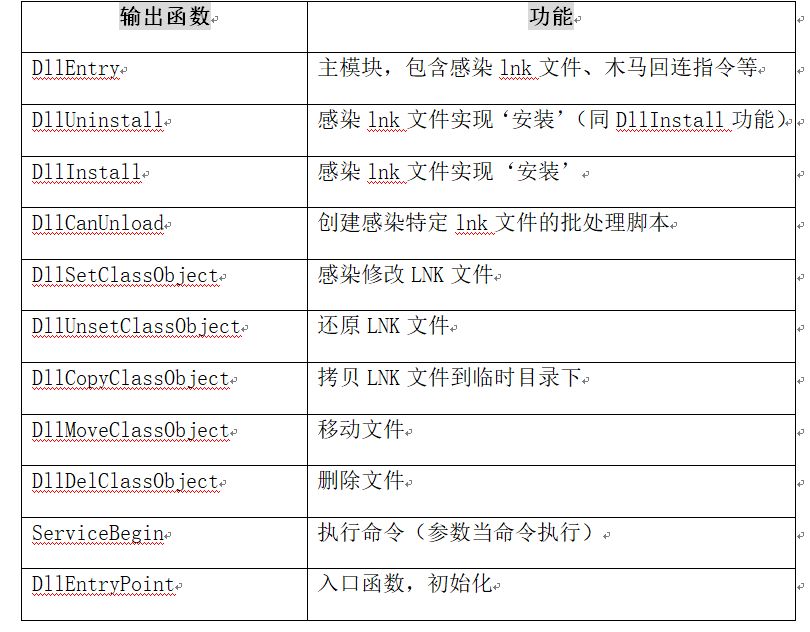 输出函数 功能
DllEntry 主模块，包含感染 lnk 文件、木马回连指令等
DllUninstall 感染 lnk 文件实现‘安装’（同 DllInstall 功能）
DllInstall 感染 lnk 文件实现 ‘安装’
DllCanUnload 创建感染特定 lnk 文件的批处理脚本
DllSetClassObject 感染修改 LNK 文件
DllUnsetClassObject 还原 LNK 文件
DllCopyClassObject 拷贝 LNK 文件到临时目录下
DllMoveClassObject 移动文件
DllDelClassObject 删除文件
ServiceBegin 执行命令（参数当命令执行）
DllEntryPoint 入口函数，初始化